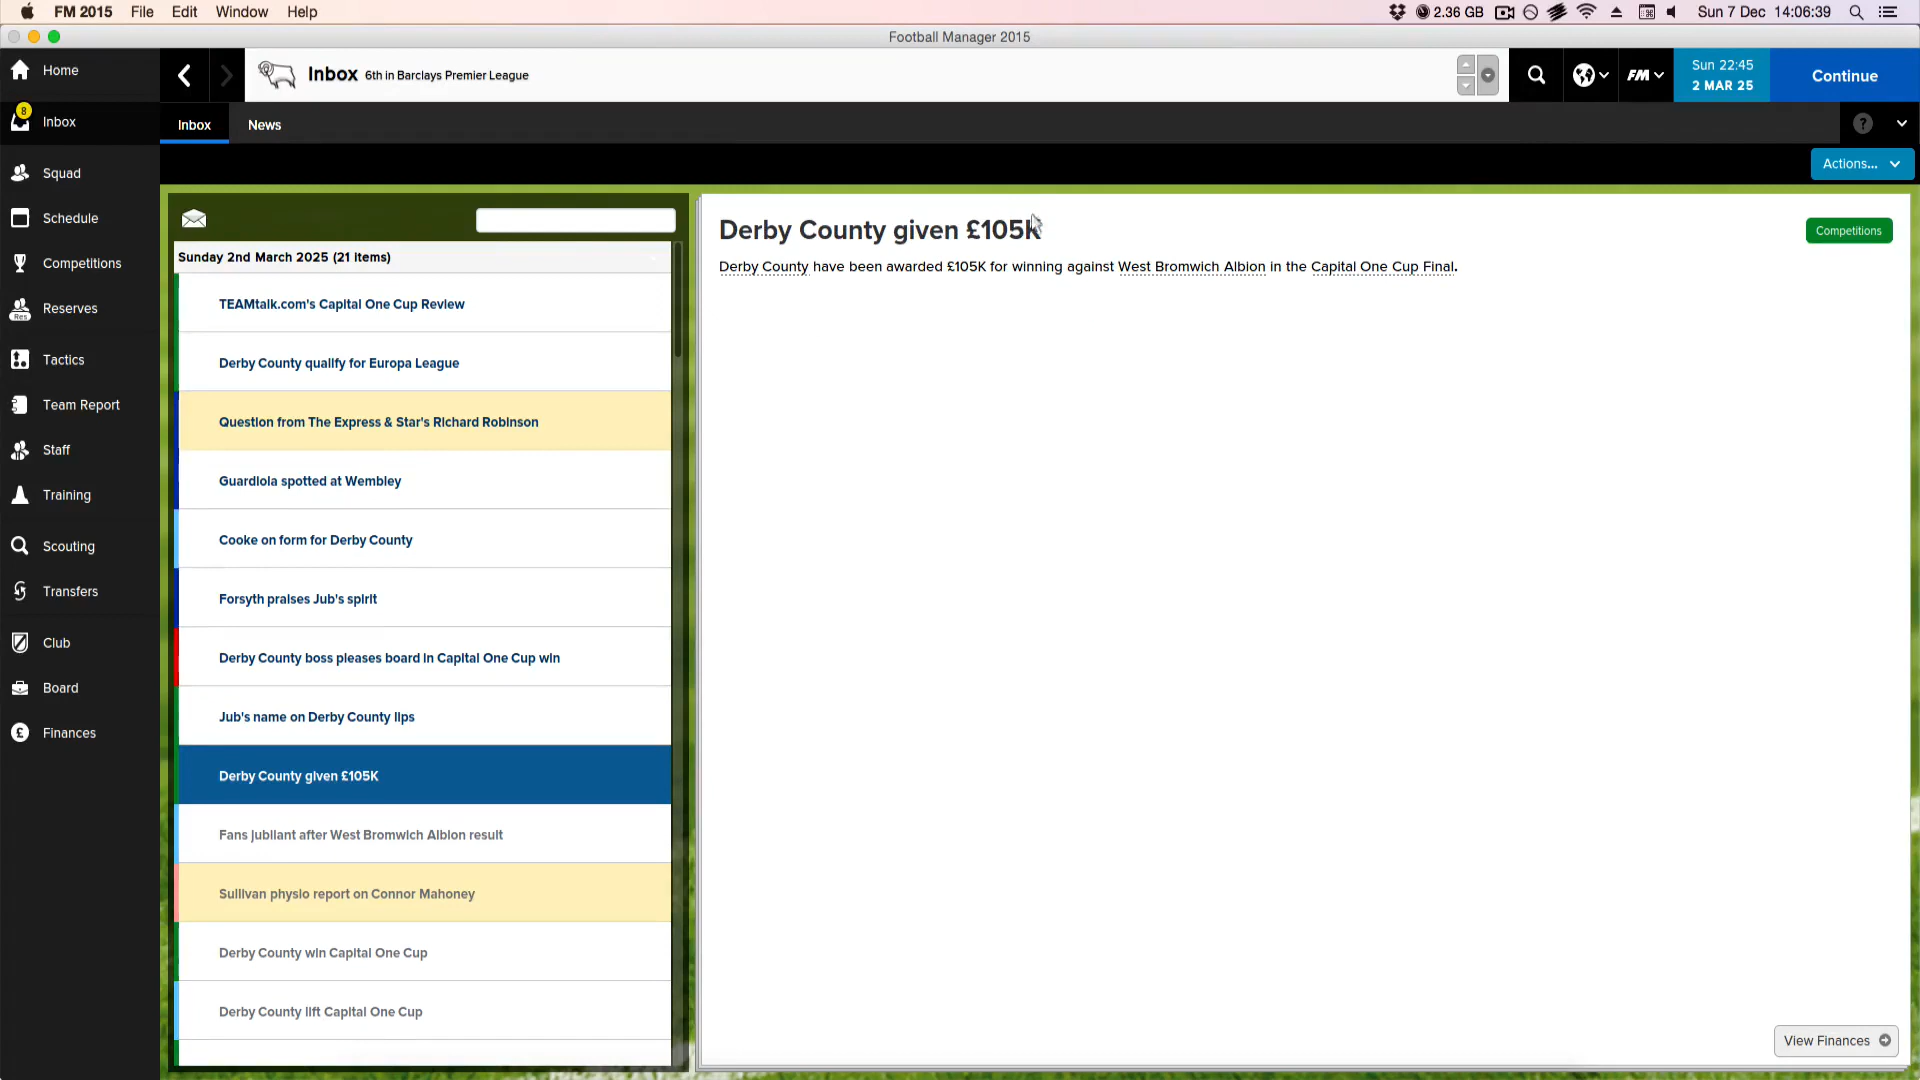 FM 2015 File Edit Window Help
2.36 GB Sun 7 Dec 14:06:39
Football Manager 2015
Home
Inbox 6th in Barclays Premier League
FM
Sun 22:45
2 MAR 25
Continue
8
Inbox
Inbox News
?
Squad
Actions...
Schedule
Competitions
Reserves
Res
Tactics
Team Report
Staff
Training
Scouting
Transfers
Club
Board
£
Finances
Sunday 2nd March 2025 (21 items)
TEAMtalk.com's Capital One Cup Review
Derby County qualify for Europa League
Question from The Express & Star's Richard Robinson
Guardiola spotted at Wembley
Cooke on form for Derby County
Forsyth praises Jub's spirit
Derby County boss pleases board in Capital One Cup win
Jub's name on Derby County lips
Derby County given £105K
Fans jubilant after West Bromwich Albion result
Sullivan physio report on Connor Mahoney
Derby County win Capital One Cup
Derby County lift Capital One Cup
Derby County given £105K
Competitions
Derby County have been awarded £105K for winning against West Bromwich Albion in the Capital One Cup Final.
View Finances